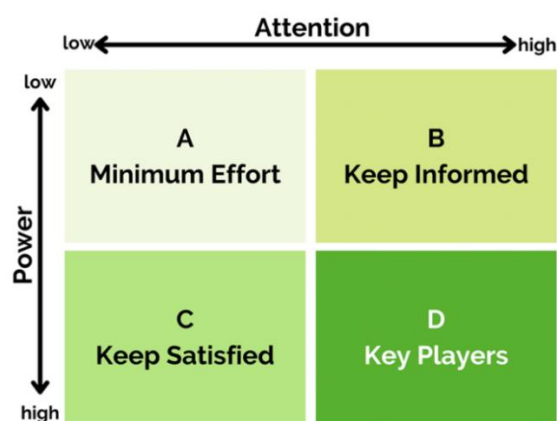 Attention
low
high
low
Power
high
A
Minimum Effort
B
Keep Informed
C
Keep Satisfied
D
Key Players